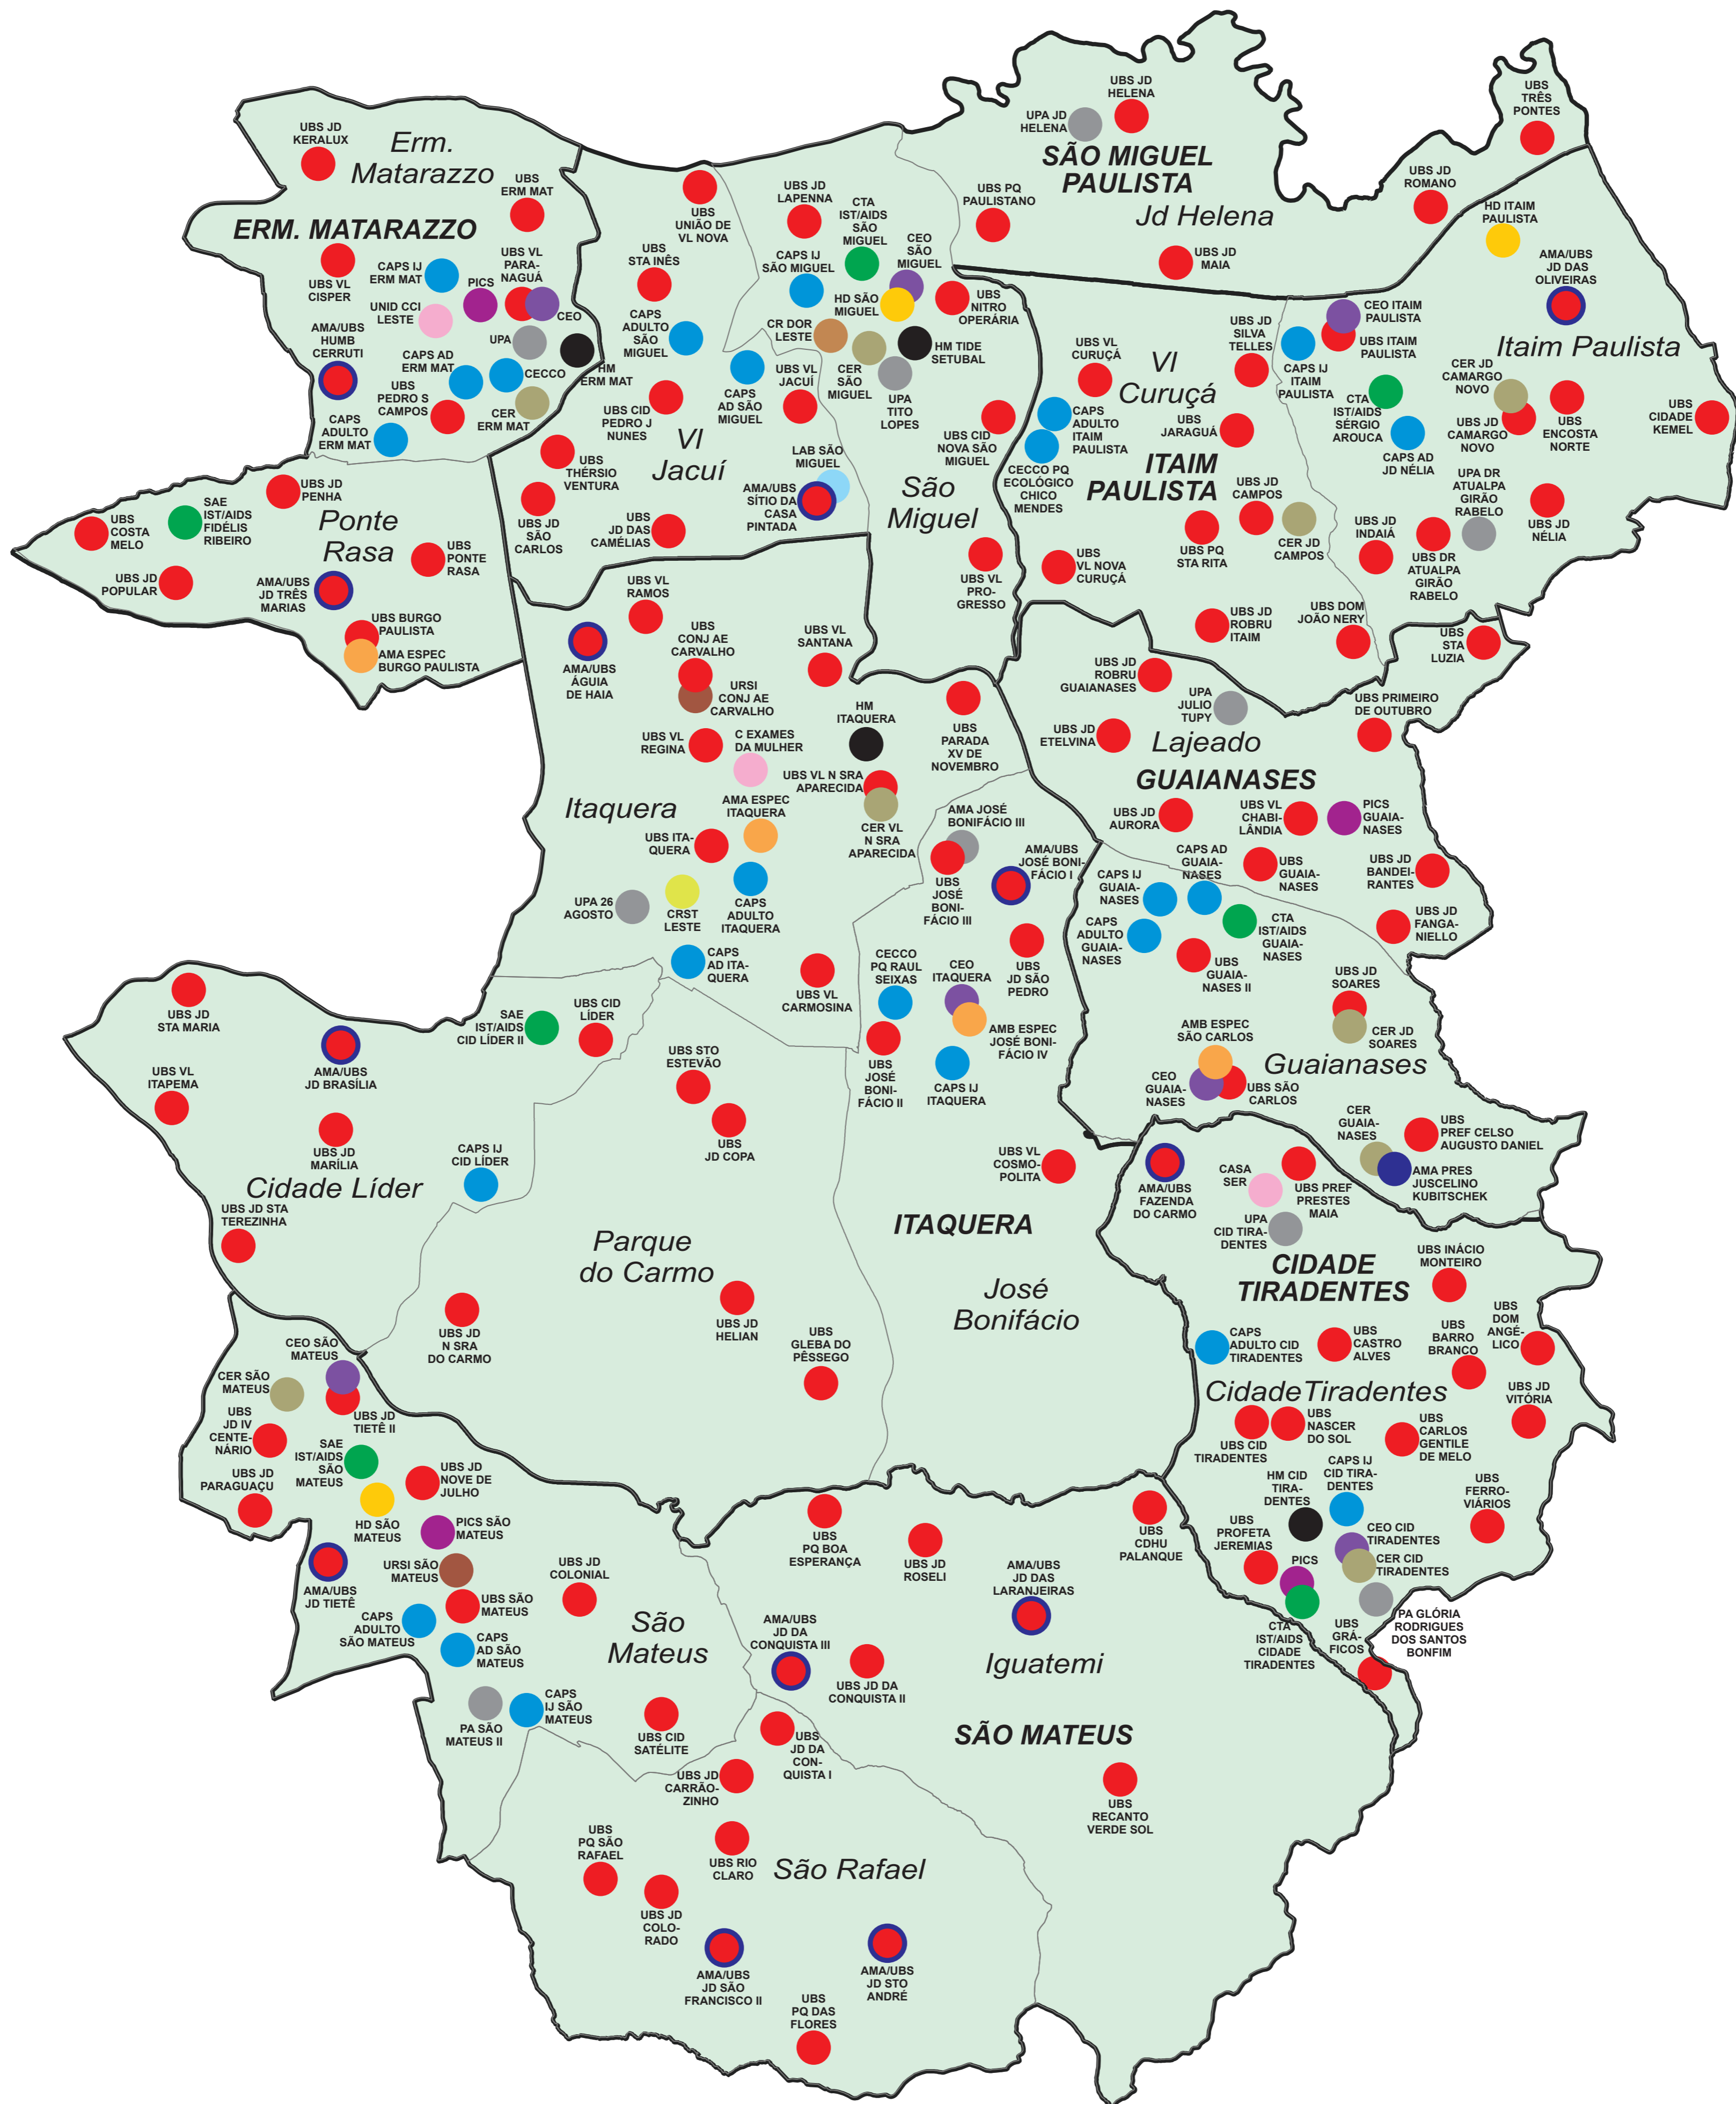 UBS JD
HELENA
UPA JD
HELENA
SÃO MIGUEL
PAULISTA
Jd Helena
UBS
TRÊS
PONTES
UBS JD
ROMANO
UBS PQ
PAULISTANO
UBS JD
MAIA
UBS JD
KERALUX
Erm.
Matarazzo
UBS
ERM MAT
ERM. MATARAZZO
UBS VL
CISPER
CAPS IJ
ERM MAT
UBS VL
PARA-
NAGUÁ
PICS
CEO
UNID CCI
LESTE
AMA/UBS
HUMB
CERRUTI
UPA
HM
ERM MAT
CAPS AD
ERM MAT
CECCO
UBS
PEDRO S
CAMPOS
CER
ERM MAT
CAPS
ADULTO
ERM MAT
UBS
UNIÃO DE
VL NOVA
UBS
STA INÊS
CAPS
ADULTO
SÃO
MIGUEL
UBS CID
PEDRO J
NUNES
Vl
Jacuí
UBS
THÉRSIO
VENTURA
UBS JD
SÃO
CARLOS
UBS
JD DAS
CAMÉLIAS
UBS JD
LAPENNA
CTA
IST/AIDS
SÃO
MIGUEL
CEO
SÃO
MIGUEL
CAPS IJ
SÃO MIGUEL
HD SÃO
MIGUEL
UBS
NITRO
OPERÁRIA
CR DOR
LESTE
HM TIDE
SETUBAL
CER
SÃO
MIGUEL
UPA
TITO
LOPES
CAPS
AD SÃO
MIGUEL
UBS VL
JACUÍ
LAB SÃO
MIGUEL
AMA/UBS
SÍTIO DA
CASA
PINTADA
UBS CID
NOVA SÃO
MIGUEL
São
Miguel
UBS VL
PRO-
GRESSO
HD ITAIM
PAULISTA
AMA/UBS
JD DAS
OLIVEIRAS
CEO ITAIM
PAULISTA
UBS ITAIM
PAULISTA
Itaim Paulista
UBS JD
SILVA
TELLES
CAPS IJ
ITAIM
PAULISTA
UBS VL
CURUÇÁ
Vl
Curuçá
CAPS
ADULTO
ITAIM
PAULISTA
CECCO PQ
ECOLÓGICO
CHICO
MENDES
UBS
JARAGUÁ
ITAIM
PAULISTA
CTA
IST/AIDS
SÉRGIO
AROUCA
CAPS AD
JD NÉLIA
CER JD
CAMARGO
NOVO
UBS JD
CAMARGO
NOVO
UBS
ENCOSTA
NORTE
UBS
CIDADE
KEMEL
UPA DR
ATUALPA
GIRÃO
RABELO
UBS JD
CAMPOS
CER JD
CAMPOS
UBS PQ
STA RITA
UBS JD
INDAIÁ
UBS DR
ATUALPA
GIRÃO
RABELO
UBS JD
NÉLIA
UBS
VL NOVA
CURUÇÁ
UBS JD
ROBRU
ITAIM
UBS DOM
JOÃO NERY
UBS
STA
LUZIA
UBS JD
PENHA
SAE
IST/AIDS
FIDÉLIS
RIBEIRO
UBS
COSTA
MELO
Ponte
Rasa
UBS
PONTE
RASA
UBS JD
POPULAR
AMA/UBS
JD TRÊS
MARIAS
UBS BURGO
PAULISTA
AMA ESPEC
BURGO PAULISTA
UBS VL
RAMOS
AMA/UBS
ÁGUIA
DE HAIA
UBS
CONJ AE
CARVALHO
URSI
CONJ AE
CARVALHO
UBS VL
SANTANA
UBS VL
REGINA
C EXAMES
DA MULHER
HM
ITAQUERA
UBS
PARADA
XV DE
NOVEMBRO
UBS VL N SRA
APARECIDA
CER VL
N SRA
APARECIDA
Itaquera
AMA ESPEC
ITAQUERA
UBS ITA-
QUERA
CAPS
ADULTO
ITAQUERA
UPA 26
AGOSTO
CRST
LESTE
CAPS
AD ITA-
QUERA
UBS VL
CARMOSINA
AMA JOSÉ
BONIFÁCIO III
UBS
JOSÉ
BONI-
FÁCIO III
AMA/UBS
JOSÉ BONI-
FÁCIO I
UBS
JD SÃO
PEDRO
CECCO
PQ RAUL
SEIXAS
CEO
ITAQUERA
AMB ESPEC
JOSÉ BONI-
FÁCIO IV
UBS
JOSÉ
BONI-
FÁCIO II
CAPS IJ
ITAQUERA
UBS VL
COSMO-
POLITA
ITAQUERA
José
Bonifácio
UBS JD
ROBRU
GUAIANASES
UPA
JULIO
TUPY
UBS PRIMEIRO
DE OUTUBRO
UBS JD
ETELVINA
Lajeado
GUAIANASES
UBS JD
AURORA
UBS VL
CHABI-
LÂNDIA
PICS
GUAIA-
NASES
CAPS AD
GUAIA-
NASES
UBS
GUAIA-
NASES
UBS JD
BANDEI-
RANTES
CAPS IJ
GUAIA-
NASES
CAPS
ADULTO
GUAIA-
NASES
CTA
IST/AIDS
GUAIA-
NASES
UBS JD
FANGA-
NIELLO
UBS
GUAIA-
NASES II
UBS JD
SOARES
CER JD
SOARES
AMB ESPEC
SÃO CARLOS
Guaianases
CEO
GUAIA-
NASES
UBS SÃO
CARLOS
CER
GUAIA-
NASES
UBS
PREF CELSO
AUGUSTO DANIEL
AMA PRES
JUSCELINO
KUBITSCHEK
UBS JD
STA MARIA
SAE
IST/AIDS
CID LÍDER II
UBS CID
LÍDER
AMA/UBS
JD BRASÍLIA
UBS VL
ITAPEMA
UBS JD
MARÍLIA
Cidade Líder
CAPS IJ
CID LÍDER
UBS JD STA
TEREZINHA
UBS STO
ESTEVÃO
UBS
JD COPA
Parque
do Carmo
UBS JD
HELIAN
UBS
GLEBA DO
PÊSSEGO
UBS JD
N SRA
DO CARMO
AMA/UBS
FAZENDA
DO CARMO
CASA
SER
UBS PREF
PRESTES
MAIA
UPA
CID TIRA-
DENTES
CIDADE
TIRADENTES
UBS INÁCIO
MONTEIRO
UBS
DOM
ANGÉ-
LICO
CAPS
ADULTO CID
TIRADENTES
UBS
CASTRO
ALVES
UBS
BARRO
BRANCO
CidadeTiradentes
UBS JD
VITÓRIA
UBS CID
TIRADENTES
UBS
NASCER
DO SOL
UBS
CARLOS
GENTILE
DE MELO
HM CID
TIRA-
DENTES
CAPS IJ
CID TIRA-
DENTES
UBS
FERRO-
VIÁRIOS
UBS
PROFETA
JEREMIAS
CEO CID
TIRADENTES
PICS
CER CID
TIRADENTES
CTA
IST/AIDS
CIDADE
TIRADENTES
UBS
GRÁ-
FICOS
PA GLÓRIA
RODRIGUES
DOS SANTOS
BONFIM
CEO SÃO
MATEUS
CER SÃO
MATEUS
UBS JD
TIETÊ II
UBS
JD IV
CENTE-
NÁRIO
SAE
IST/AIDS
SÃO
MATEUS
UBS JD
PARAGUAÇU
UBS JD
NOVE DE
JULHO
HD SÃO
MATEUS
PICS SÃO
MATEUS
AMA/UBS
JD TIETÊ
URSI SÃO
MATEUS
UBS SÃO
MATEUS
CAPS
ADULTO
SÃO MATEUS
CAPS
AD SÃO
MATEUS
PA SÃO
MATEUS II
CAPS
IJ SÃO
MATEUS
UBS JD
COLONIAL
São
Mateus
UBS CID
SATÉLITE
UBS
PQ BOA
ESPERANÇA
UBS JD
ROSELI
UBS
CDHU
PALANQUE
AMA/UBS
JD DAS
LARANJEIRAS
AMA/UBS
JD DA
CONQUISTA III
UBS JD DA
CONQUISTA II
Iguatemi
SÃO MATEUS
UBS
JD DA
CON-
QUISTA I
UBS JD
CARRÃO-
ZINHO
UBS
RECANTO
VERDE SOL
UBS
PQ SÃO
RAFAEL
UBS RIO
CLARO
São Rafael
UBS JD
COLO-
RADO
AMA/UBS
JD SÃO
FRANCISCO II
AMA/UBS
JD STO
ANDRÉ
UBS
PQ DAS
FLORES